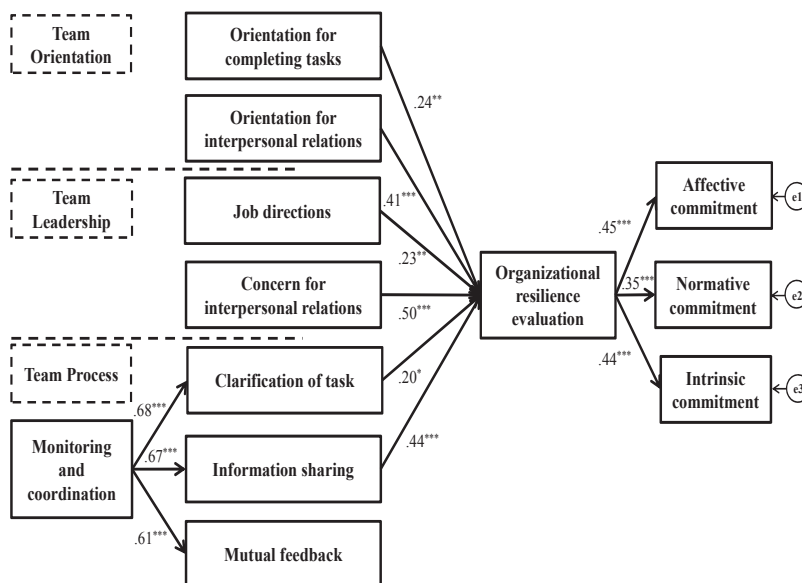 Team
Orientation
Orientation for
completing tasks
.24**
Orientation for
interpersonal relations
Team
Leadership
Job directions
.41***
.23**
Concern for
interpersonal relations
.50***
Organizational
resilience
evaluation
.45***
Affective
commitment
e1
.35***
Normative
commitment
e2
.44***
Intrinsic
commitment
e3
Team Process
Clarification of task
.20*
.68***
Monitoring
and
coordination
.67***
Information sharing
.44***
.61***
Mutual feedback